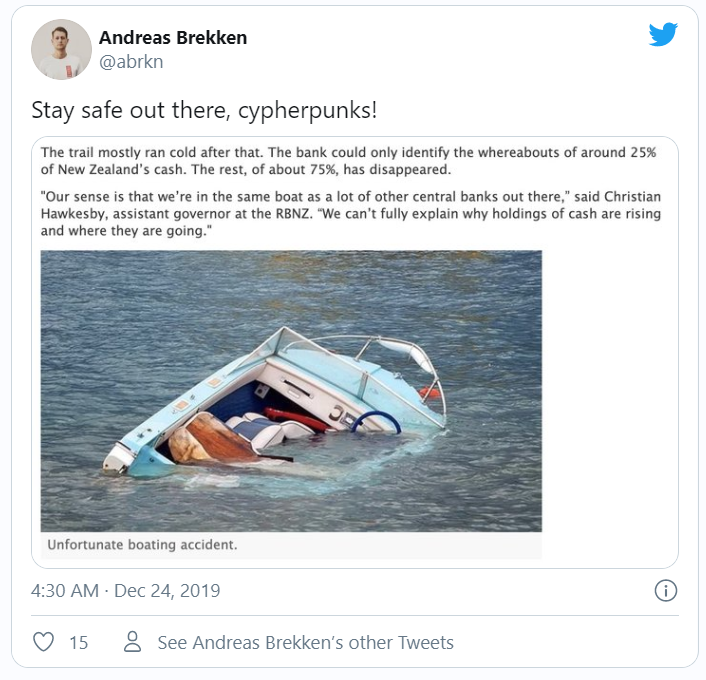 Andreas Brekken
@abrkn
Stay safe out there, cypherpunks!
The trail mostly ran cold after that. The bank could only identify the whereabouts of around 25%
of New Zealand's cash. The rest, of about 75%, has disappeared.
"Our sense is that we're in the same boat as a lot of other central banks out there," said Christian
Hawkesby, assistant governor at the RBNZ. "We can't fully explain why holdings of cash are rising
and where they are going."
Unfortunate boating accident.
4:30 AM · Dec 24, 2019
15
See Andreas Brekken's other Tweets